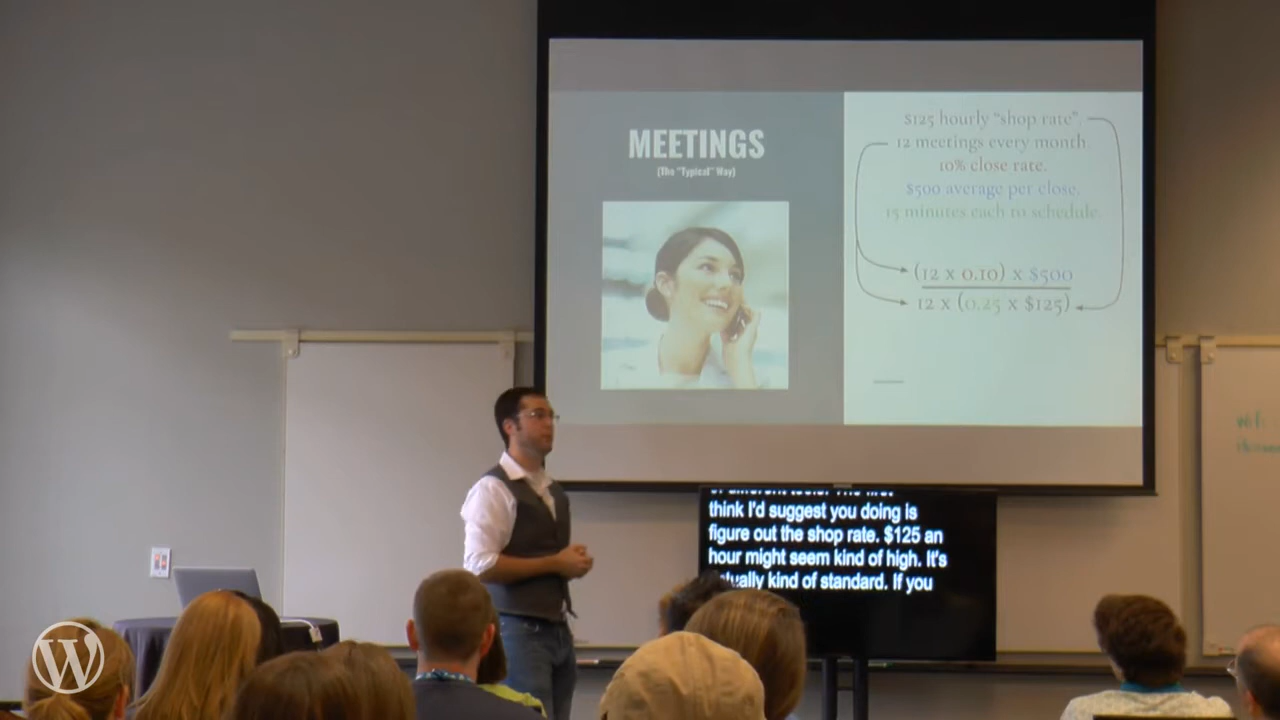 MEETINGS
(The "Typical" Way)
$125 hourly "shop rate".
12 meetings every month
10% close rate.
$500 average per close.
15 minutes each to schedule.
(12 x 0.10) x $500
12 x (0.25 x $125)
think I'd suggest you doing is
figure out the shop rate. $125 an
hour might seem kind of high. It's
kind of standard. If you
W